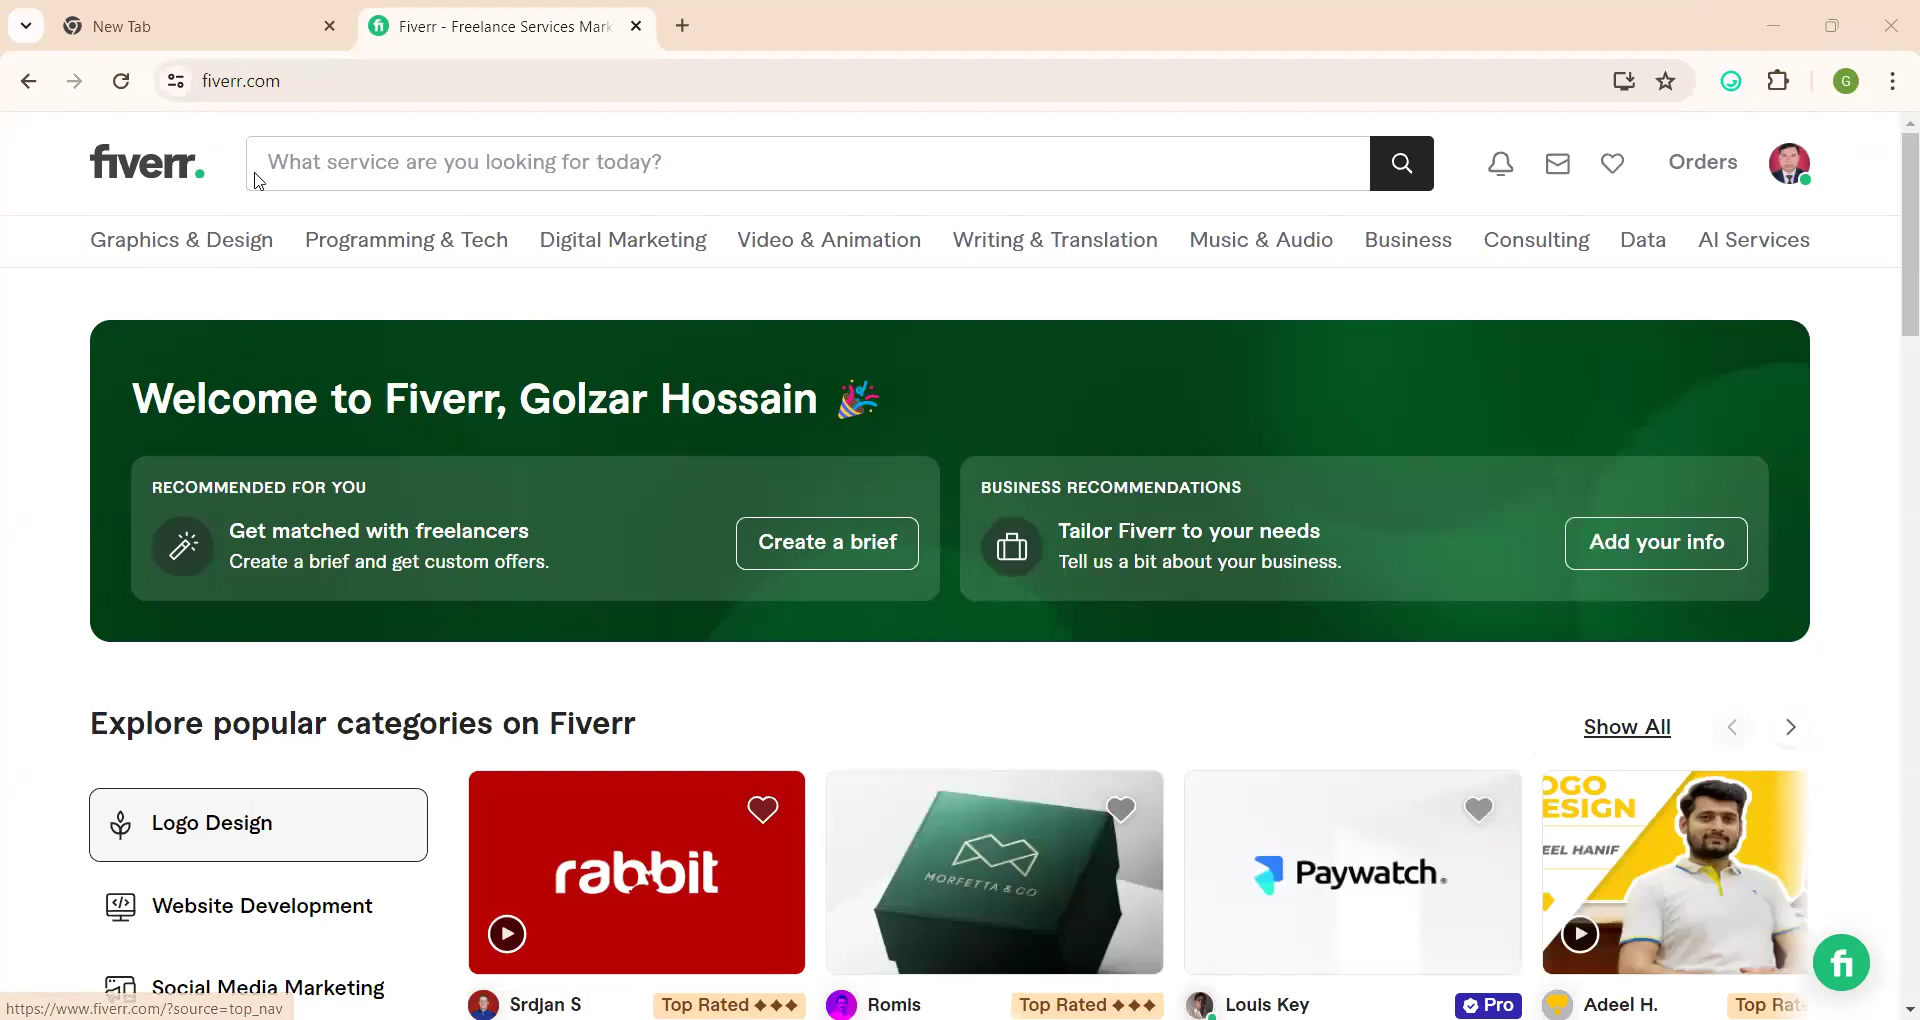 New Tab
Fiverr - Freelance Services Mark
fiverr.com
G
fiverr.
What service are you looking for today?
Orders
Graphics & Design Programming & Tech Digital Marketing Video & Animation Writing & Translation Music & Audio Business Consulting Data AI Services
Welcome to Fiverr, Golzar Hossain
RECOMMENDED FOR YOU
Get matched with freelancers
Create a brief and get custom offers.
Create a brief
BUSINESS RECOMMENDATIONS
Tailor Fiverr to your needs
Tell us a bit about your business.
Add your info
Explore popular categories on Fiverr
Show All
Logo Design
Website Development
Social Media Marketing
rabbit
MORFETTA & CO
Paywatch
OGO
ESIGN
EEL HANIF
fi
Srdjan S Top Rated
Romis Top Rated
Louis Key Pro
Adeel H. Top Rate
https://www.fiverr.com/?source=top_nav